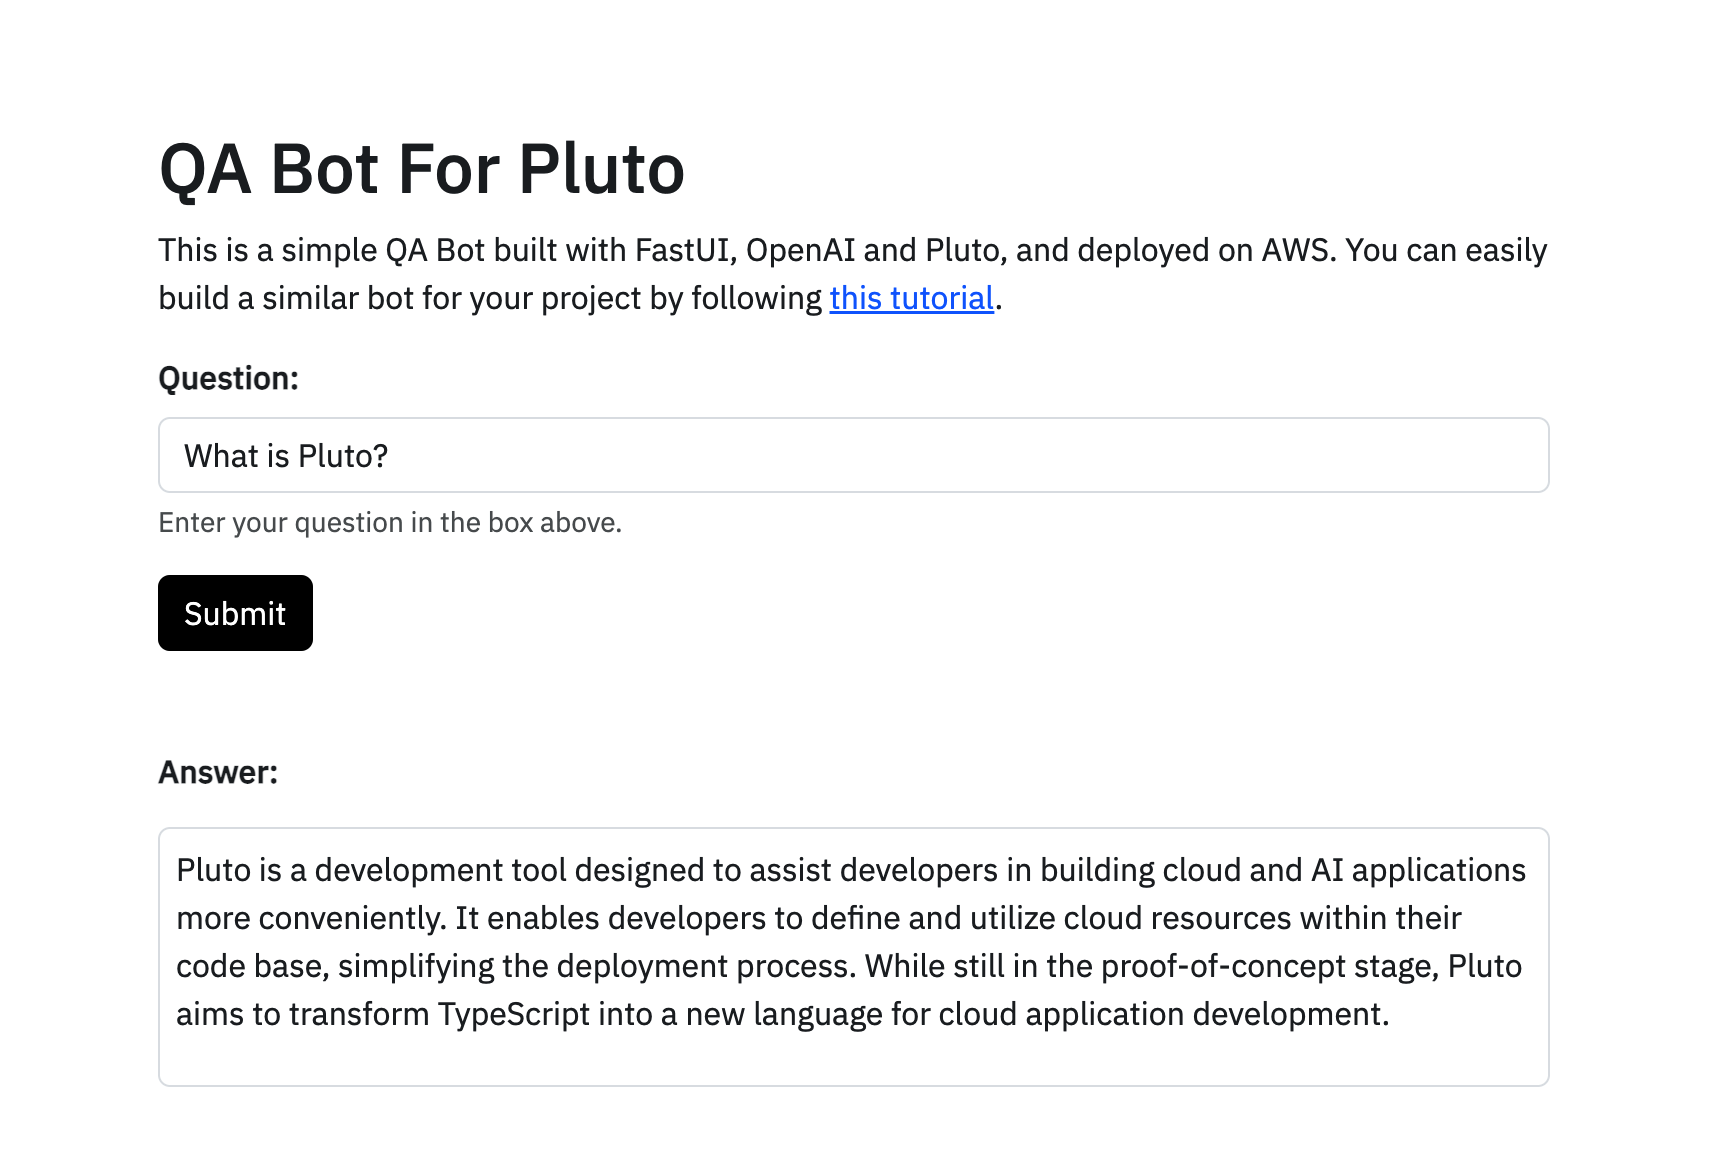 QA Bot For Pluto
This is a simple QA Bot built with FastUI, OpenAI and Pluto, and deployed on AWS. You can easily
build a similar bot for your project by following this tutorial.
Question:
What is Pluto?
Enter your question in the box above.
Submit
Answer:
Pluto is a development tool designed to assist developers in building cloud and AI applications
more conveniently. It enables developers to define and utilize cloud resources within their
code base, simplifying the deployment process. While still in the proof-of-concept stage, Pluto
aims to transform TypeScript into a new language for cloud application development.